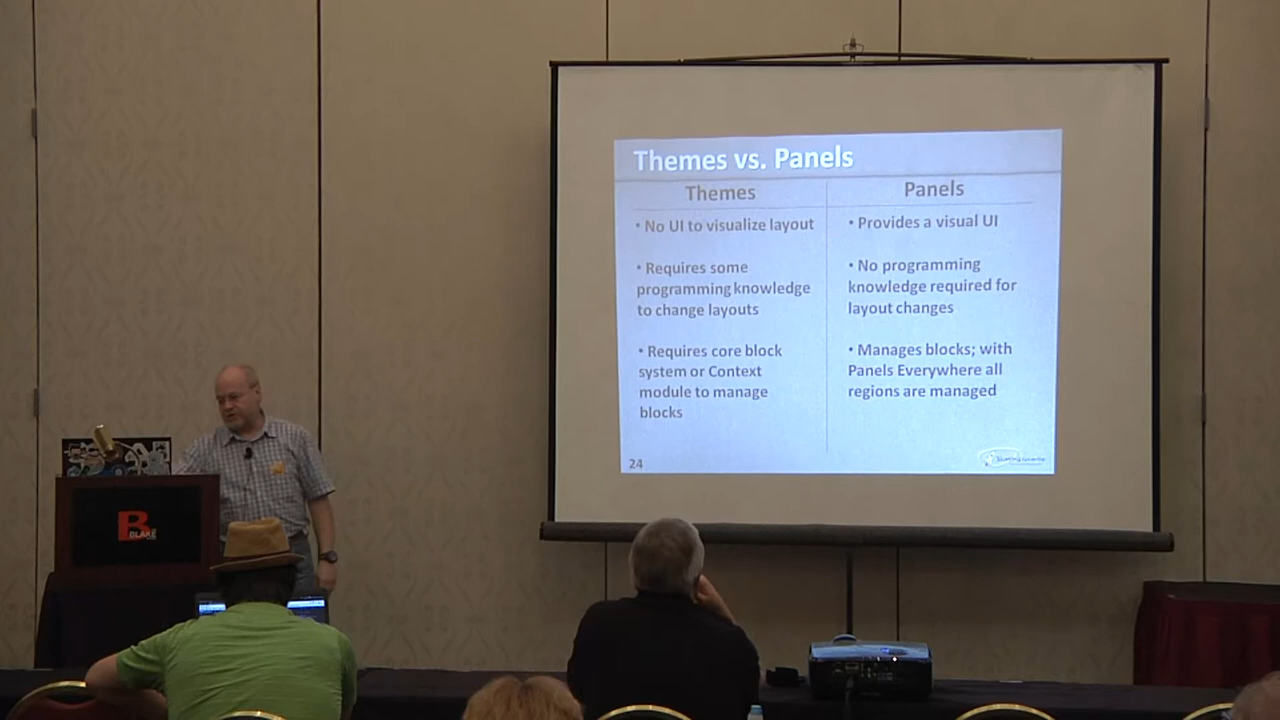 Themes vs. Panels
Themes
• No UI to visualize layout
• Requires some
programming knowledge
to change layouts
• Requires core block
system or Context
module to manage
blocks
Panels
• Provides a visual UI
• No programming
knowledge required for
layout changes
• Manages blocks; with
Panels Everywhere all
regions are managed
24
B
BLAKE